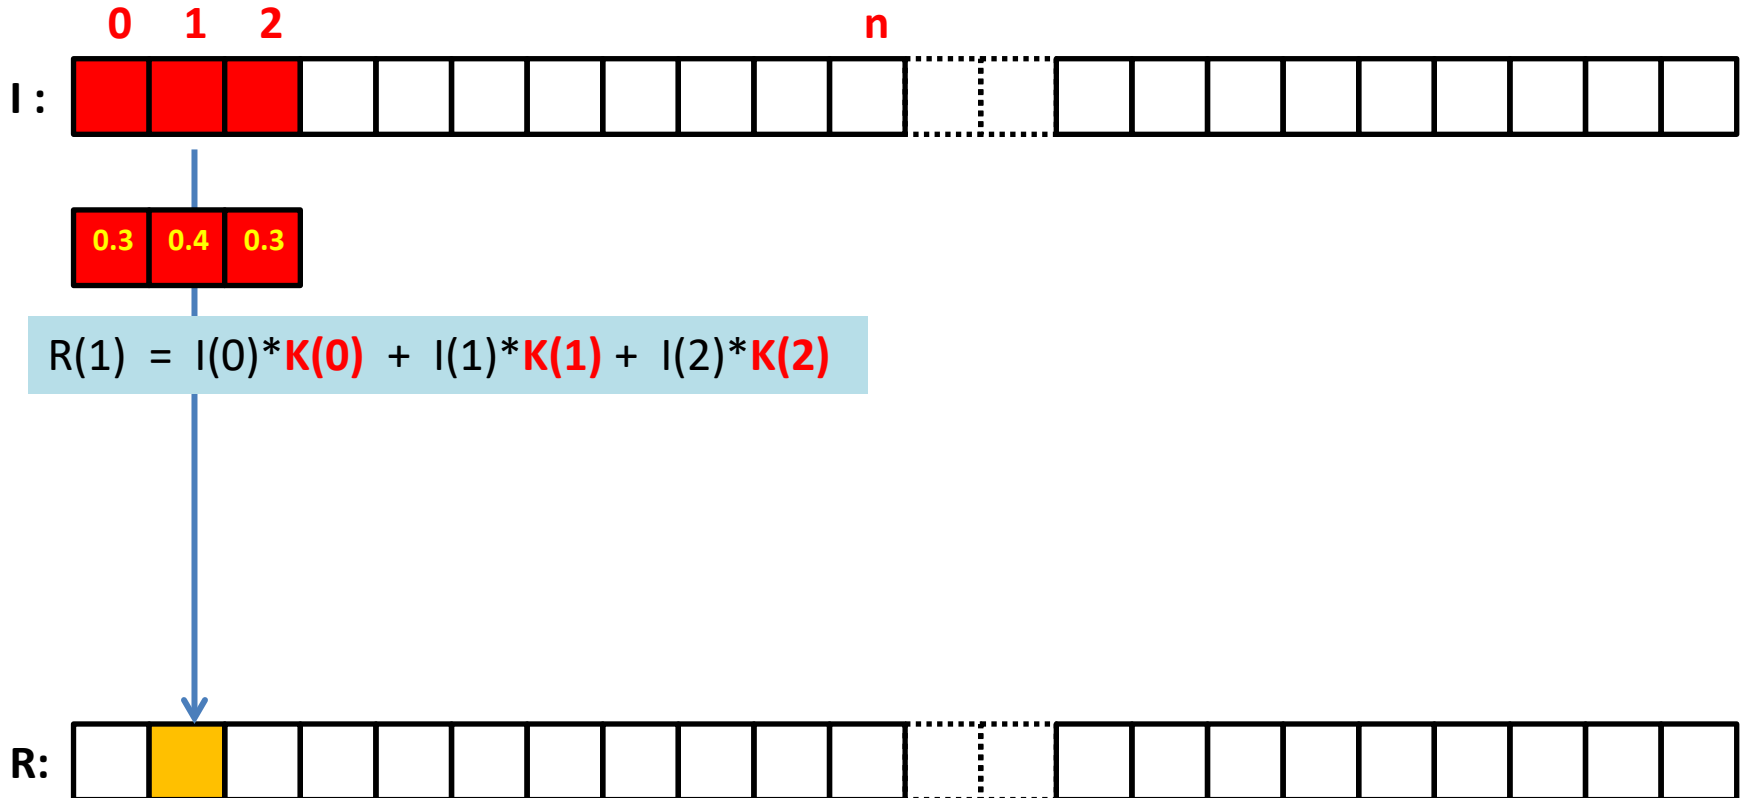 0 1 2 n
I :
0.3 0.4 0.3
R(1) = I(0)*K(0) + I(1)*K(1) + I(2)*K(2)
R: